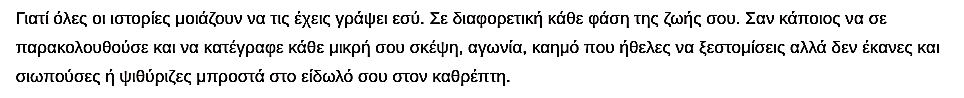 Γιατί όλες οι ιστορίες μοιάζουν να τις έχεις γράψει εσύ. Σε διαφορετική κάθε φάση της ζωής σου. Σαν κάποιος να σε
παρακολουθούσε και να κατέγραφε κάθε μικρή σου σκέψη, αγωνία, καημό που ήθελες να ξεστομίσεις αλλά δεν έκανες και
σιωπούσες ή ψιθύριζες μπροστά στο είδωλό σου στον καθρέπτη.